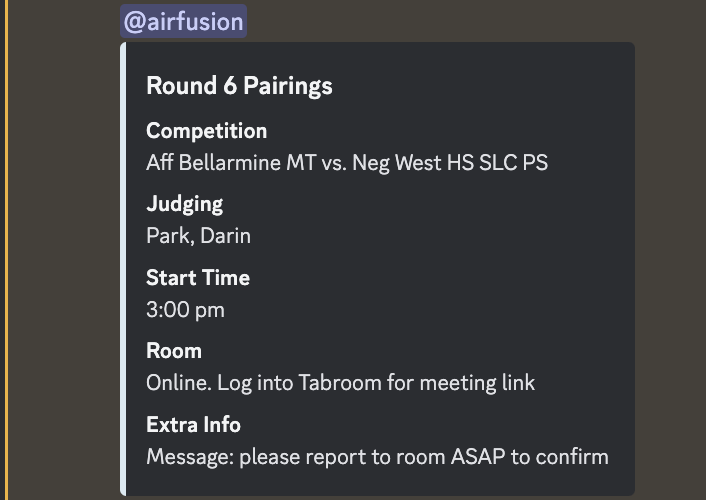 @airfusion
Round 6 Pairings
Competition
Aff Bellarmine MT vs. Neg West HS SLC PS
Judging
Park, Darin
Start Time
3:00 pm
Room
Online. Log into Tabroom for meeting link
Extra Info
Message: please report to room ASAP to confirm